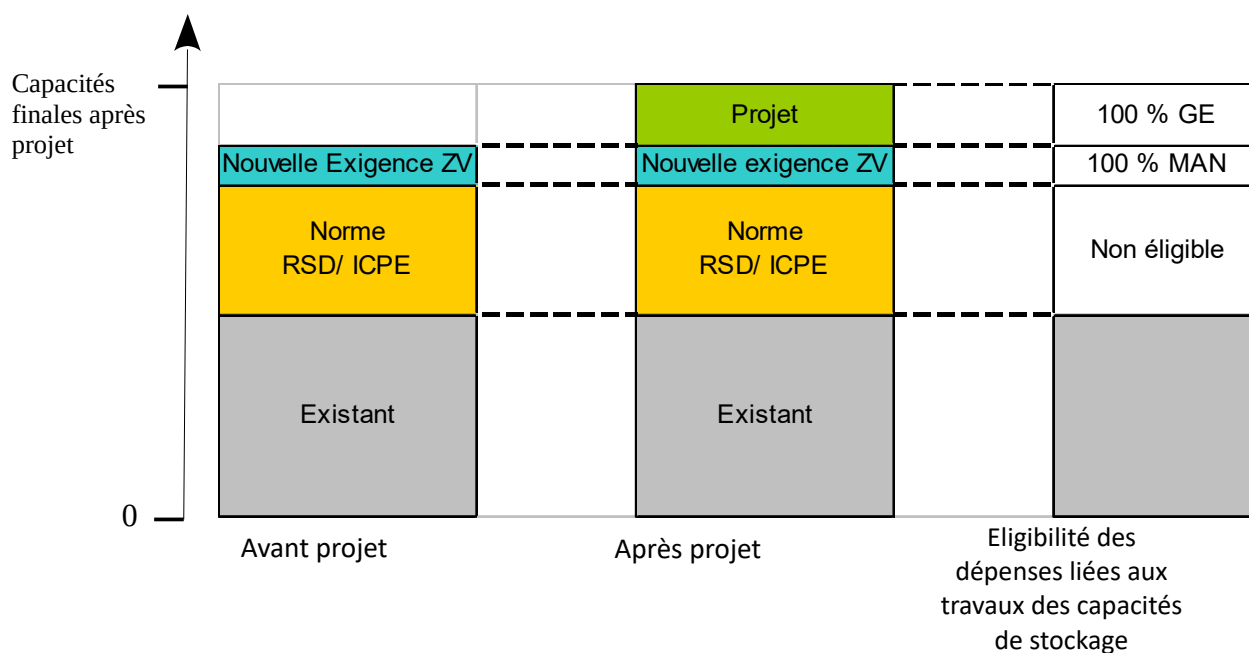 Capacités
finales après
projet
Projet
100 % GE
Nouvelle Exigence ZV
Nouvelle exigence ZV
100 % MAN
Norme
RSD/ ICPE
Norme
RSD/ ICPE
Non éligible
Existant
Existant
0
Avant projet
Après projet
Eligibilité des
dépenses liées aux
travaux des capacités
de stockage